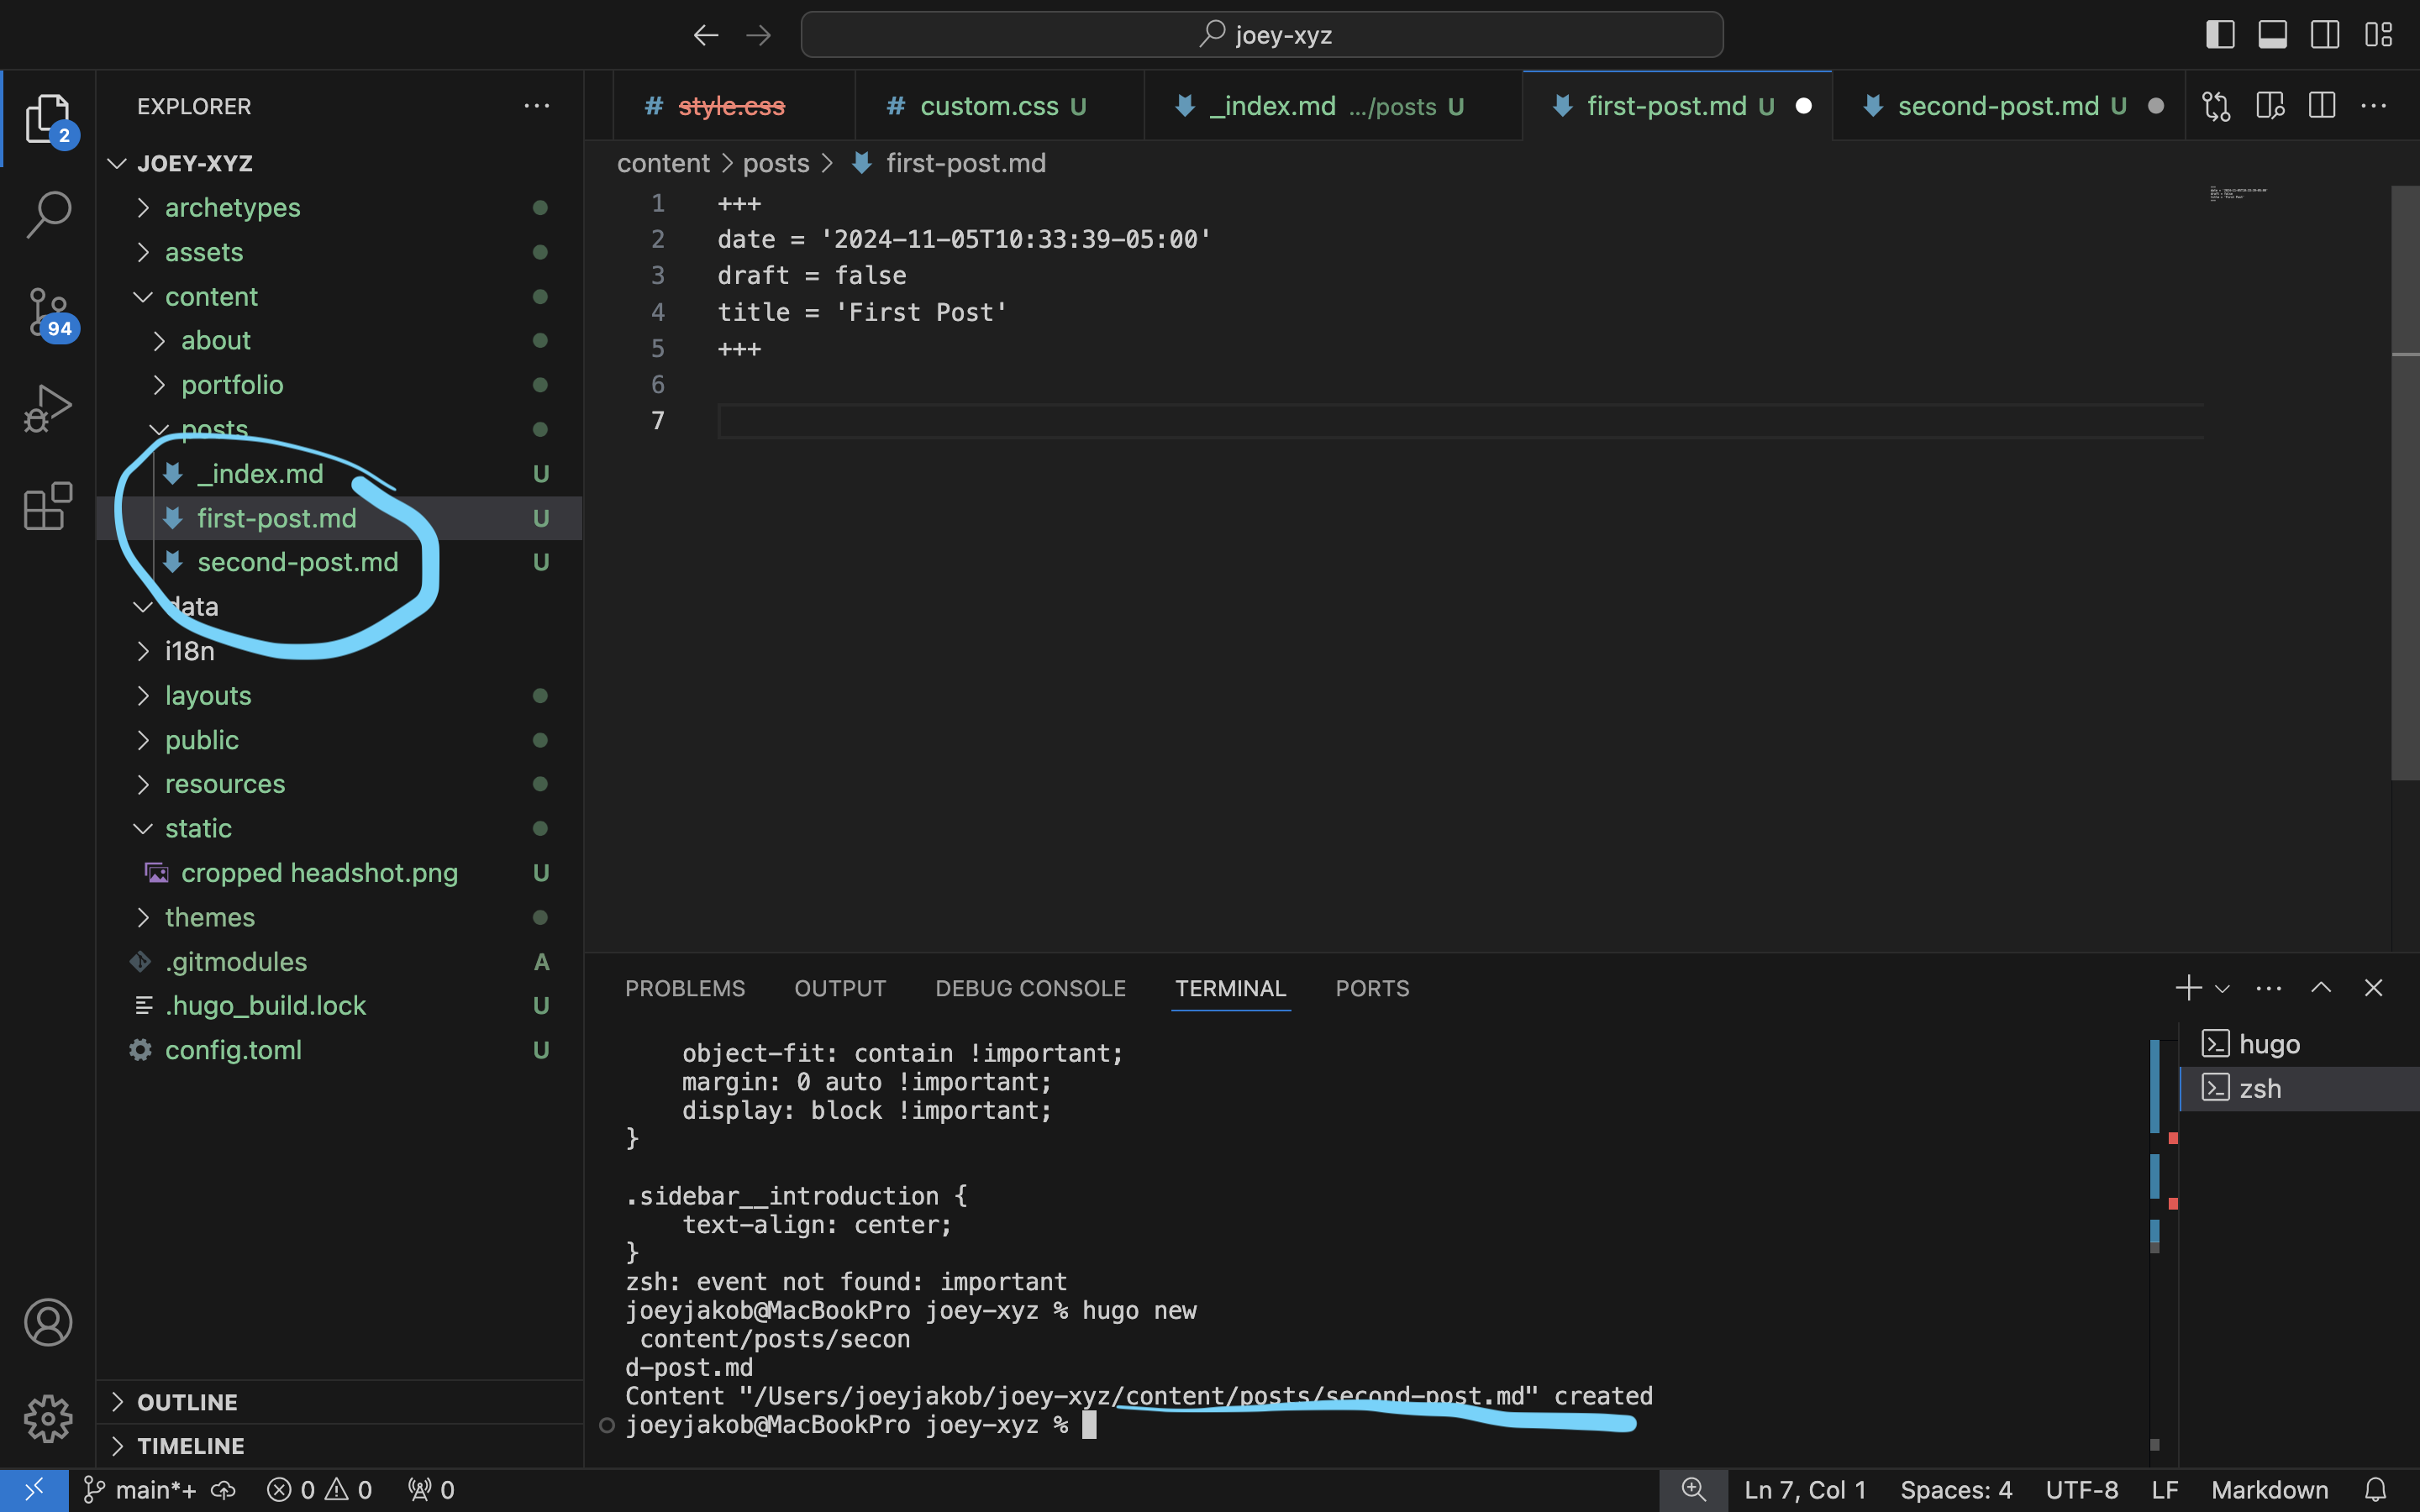 joey-xyz
EXPLORER
2
JOEY-XYZ
archetypes
assets
content
94
about
portfolio
posts
_index.md U
first-post.md U
second-post.md U
data
i18n
layouts
public
resources
static
cropped headshot.png U
themes
.gitmodules A
.hugo_build.lock U
config.toml U
OUTLINE
TIMELINE
# style.css
# custom.css U
_index.md .../posts U
first-post.md U
second-post.md U
content > posts > first-post.md
1 +++
2 date = '2024-11-05T10:33:39-05:00'
3 draft = false
4 title = 'First Post'
5 +++
6
7
PROBLEMS OUTPUT DEBUG CONSOLE TERMINAL PORTS
object-fit: contain !important;
margin: 0 auto !important;
display: block !important;
}
.sidebar__introduction {
text-align: center;
}
zsh: event not found: important
joeyjakob@MacBookPro joey-xyz % hugo new
content/posts/secon
d-post.md
Content "/Users/joeyjakob/joey-xyz/content/posts/second-post.md" created
joeyjakob@MacBookPro joey-xyz %
hugo
zsh
main*+ 0 0 0 Ln 7, Col 1 Spaces: 4 UTF-8 LF Markdown